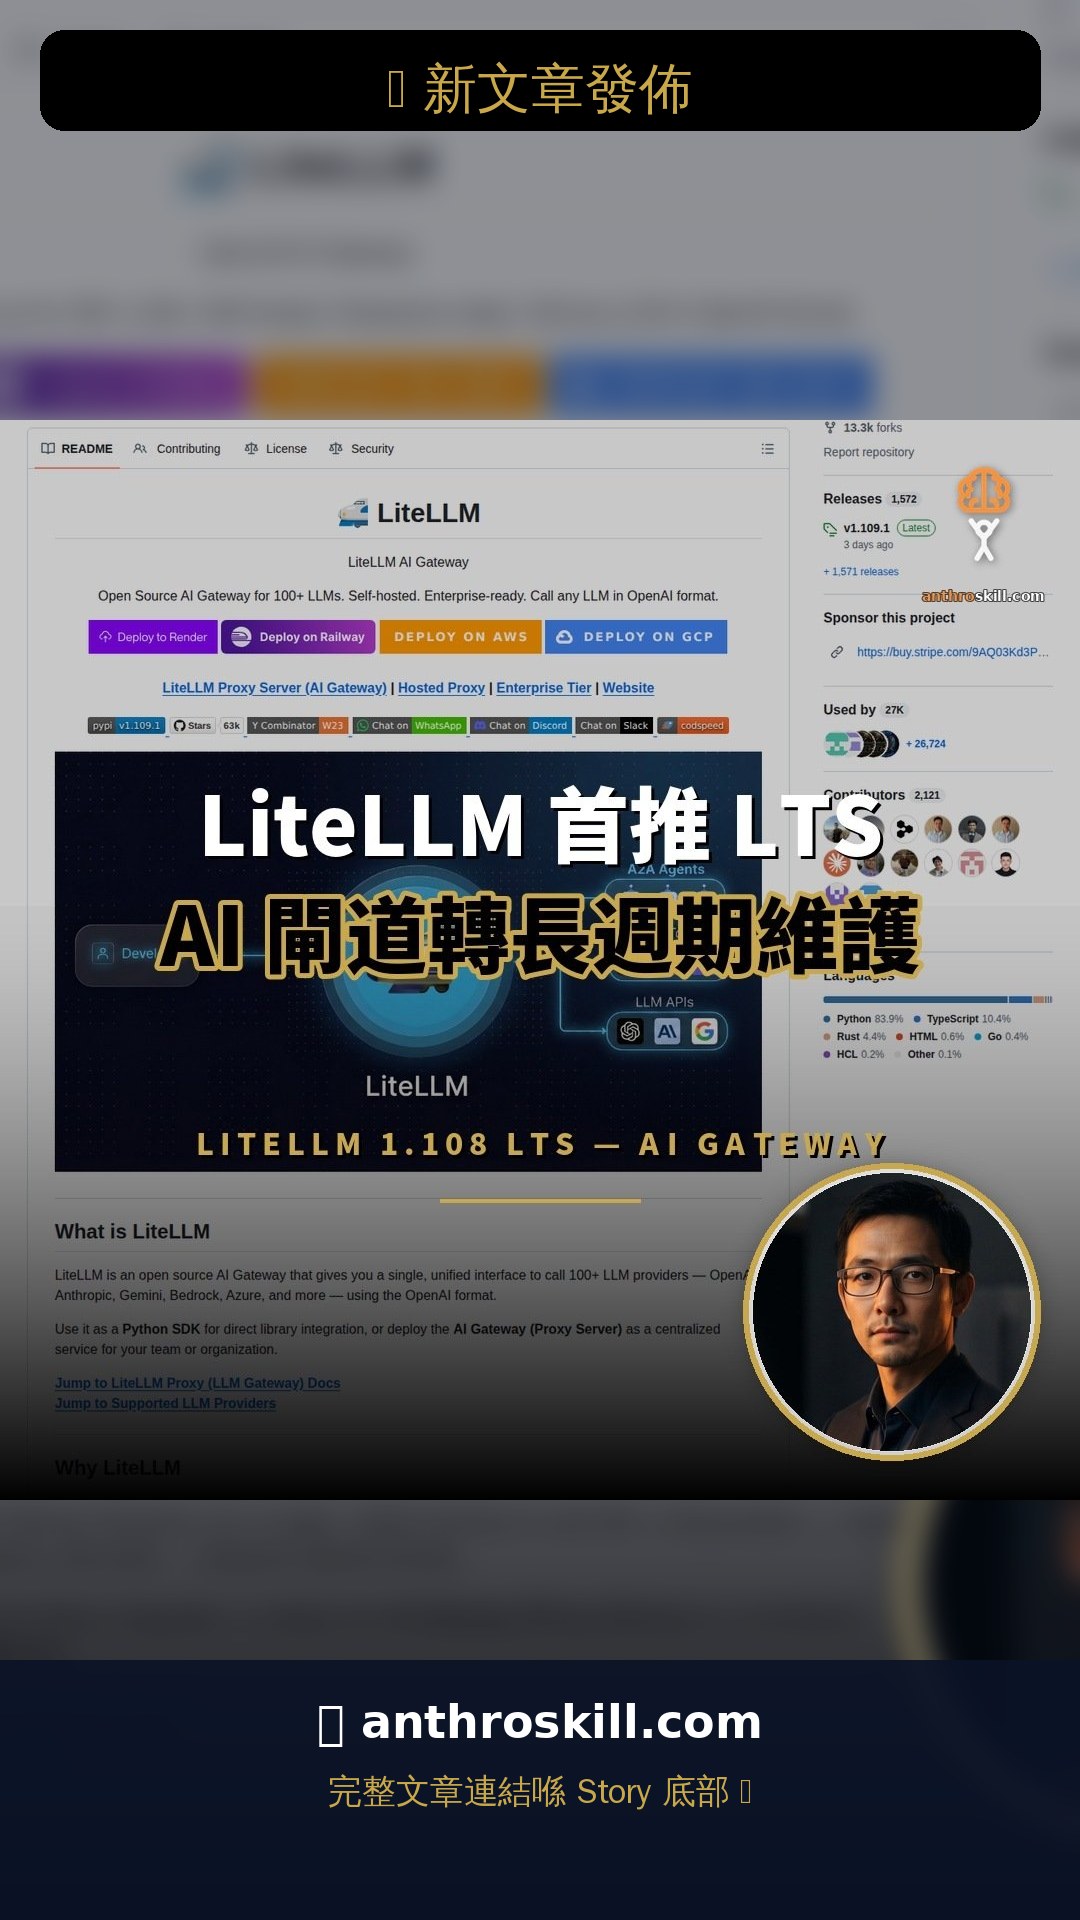 新文章發佈
README Contributing License Security
13.3k forks
Report repository
Releases 1,572
v1.109.1 Latest
3 days ago
+ 1,571 releases
anthroskill.com
Sponsor this project
https://buy.stripe.com/9AQ03Kd3P...
Used by 27K
+ 26,724
Contributors 2,121
LiteLLM
LiteLLM AI Gateway
Open Source AI Gateway for 100+ LLMs. Self-hosted. Enterprise-ready. Call any LLM in OpenAI format.
Deploy to Render Deploy on Railway DEPLOY ON AWS DEPLOY ON GCP
LiteLLM Proxy Server (AI Gateway) | Hosted Proxy | Enterprise Tier | Website
pypi v1.109.1 Stars 63k Y Combinator W23 Chat on WhatsApp Chat on Discord Chat on Slack codspeed
LiteLLM 首推 LTS
A2A Agents
AI 閘道轉長週期維護
LLM APIs
LiteLLM
Languages
Python 83.9% TypeScript 10.4%
Rust 4.4% HTML 0.6% Go 0.4%
HCL 0.2% Other 0.1%
LITELLM 1.108 LTS — AI GATEWAY
What is LiteLLM
LiteLLM is an open source AI Gateway that gives you a single, unified interface to call 100+ LLM providers —
Anthropic, Gemini, Bedrock, Azure, and more — using the OpenAI format.
Use it as a Python SDK for direct library integration, or deploy the AI Gateway (Proxy Server) as a centralized
service for your team or organization.
Jump to LiteLLM Proxy (LLM Gateway) Docs
Jump to Supported LLM Providers
Why LiteLLM
anthroskill.com
完整文章連結喺 Story 底部